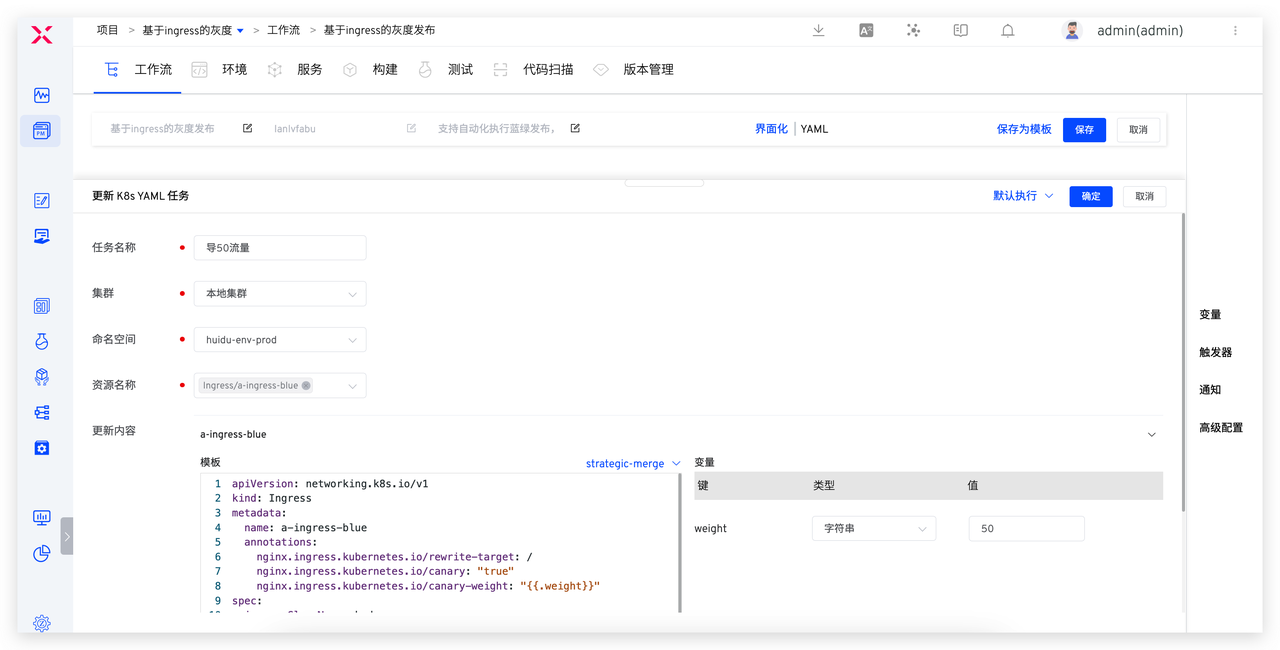 项目 > 基于ingress的灰度 > 工作流 > 基于ingress的灰度发布
admin(admin)
工作流 环境 服务 构建 测试 代码扫描 版本管理
基于ingress的灰度发布 lanlvfabu 支持自动化执行蓝绿发布, 界面化 YAML 保存为模板 保存 取消
更新 K8s YAML 任务 默认执行 确定 取消
任务名称 导50流量
集群 本地集群
命名空间 huidu-env-prod
资源名称 Ingress/a-ingress-blue
更新内容 a-ingress-blue
模板 strategic-merge
1 apiVersion: networking.k8s.io/v1
2 kind: Ingress
3 metadata:
4 name: a-ingress-blue
5 annotations:
6 nginx.ingress.kubernetes.io/rewrite-target: /
7 nginx.ingress.kubernetes.io/canary: "true"
8 nginx.ingress.kubernetes.io/canary-weight: "{{.weight}}"
9 spec:
变量
键 类型 值
weight 字符串 50
变量
触发器
通知
高级配置